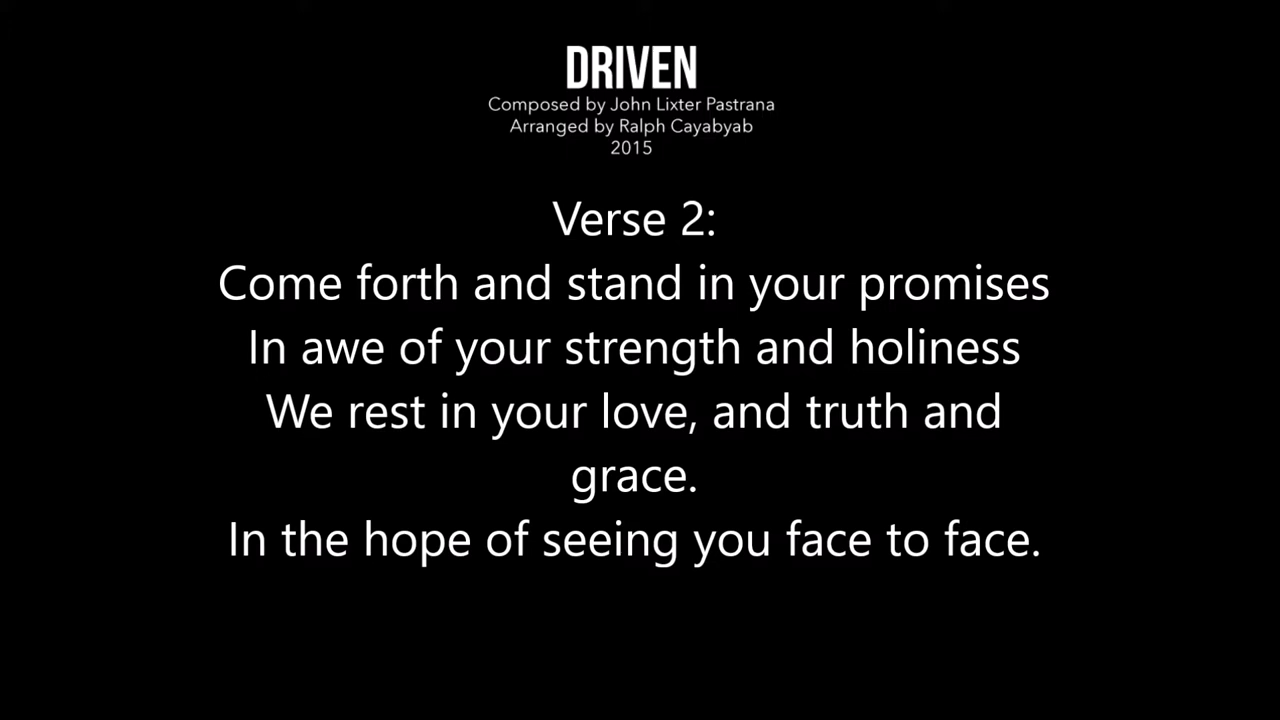 DRIVEN
Composed by John Lixter Pastrana
Arranged by Ralph Cayabyab
2015
Verse 2:
Come forth and stand in your promises
In awe of your strength and holiness
We rest in your love, and truth and
grace.
In the hope of seeing you face to face.